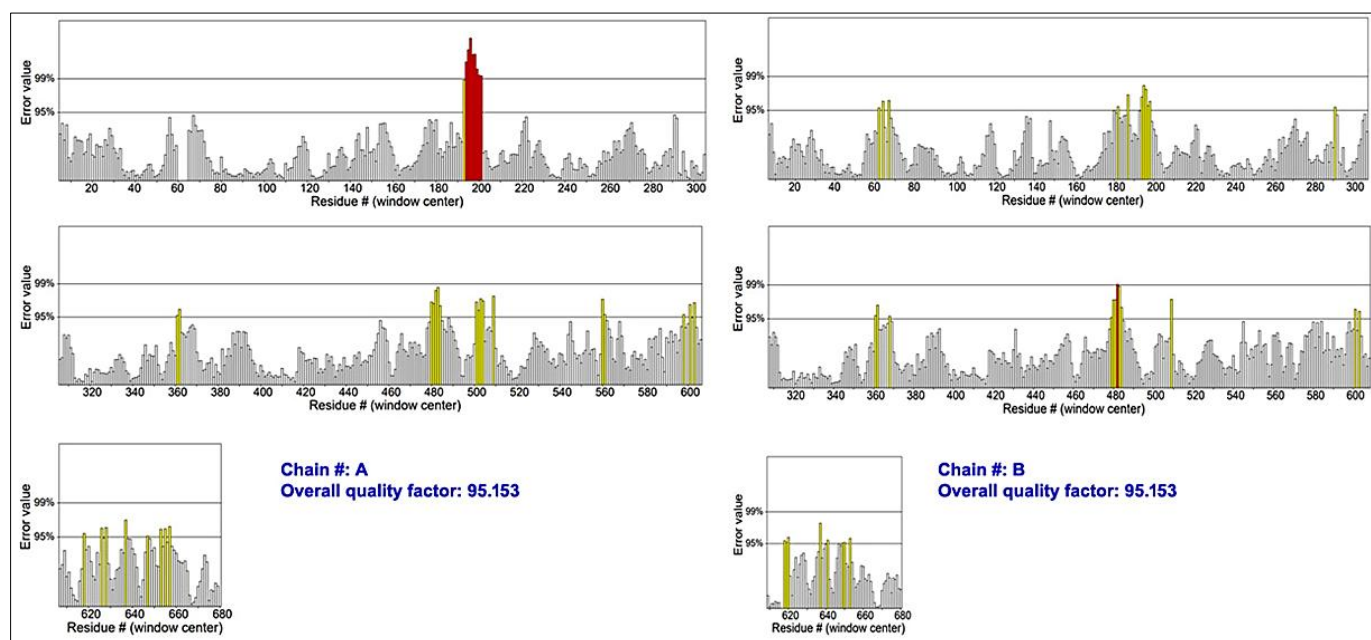 Error value
99%
95%
20 40 60 80 100 120 140 160 180 200 220 240 260 280 300
Residue # (window center)
Error value
99%
95%
20 40 60 80 100 120 140 160 180 200 220 240 260 280 300
Residue # (window center)
Error value
99%
95%
320 340 360 380 400 420 440 460 480 500 520 540 560 580 600
Residue # (window center)
Error value
99%
95%
320 340 360 380 400 420 440 460 480 500 520 540 560 580 600
Residue # (window center)
Error value
99%
95%
620 640 660 680
Residue # (window center)
Chain #: A
Overall quality factor: 95.153
Error value
99%
95%
620 640 660 680
Residue # (window center)
Chain #: B
Overall quality factor: 95.153